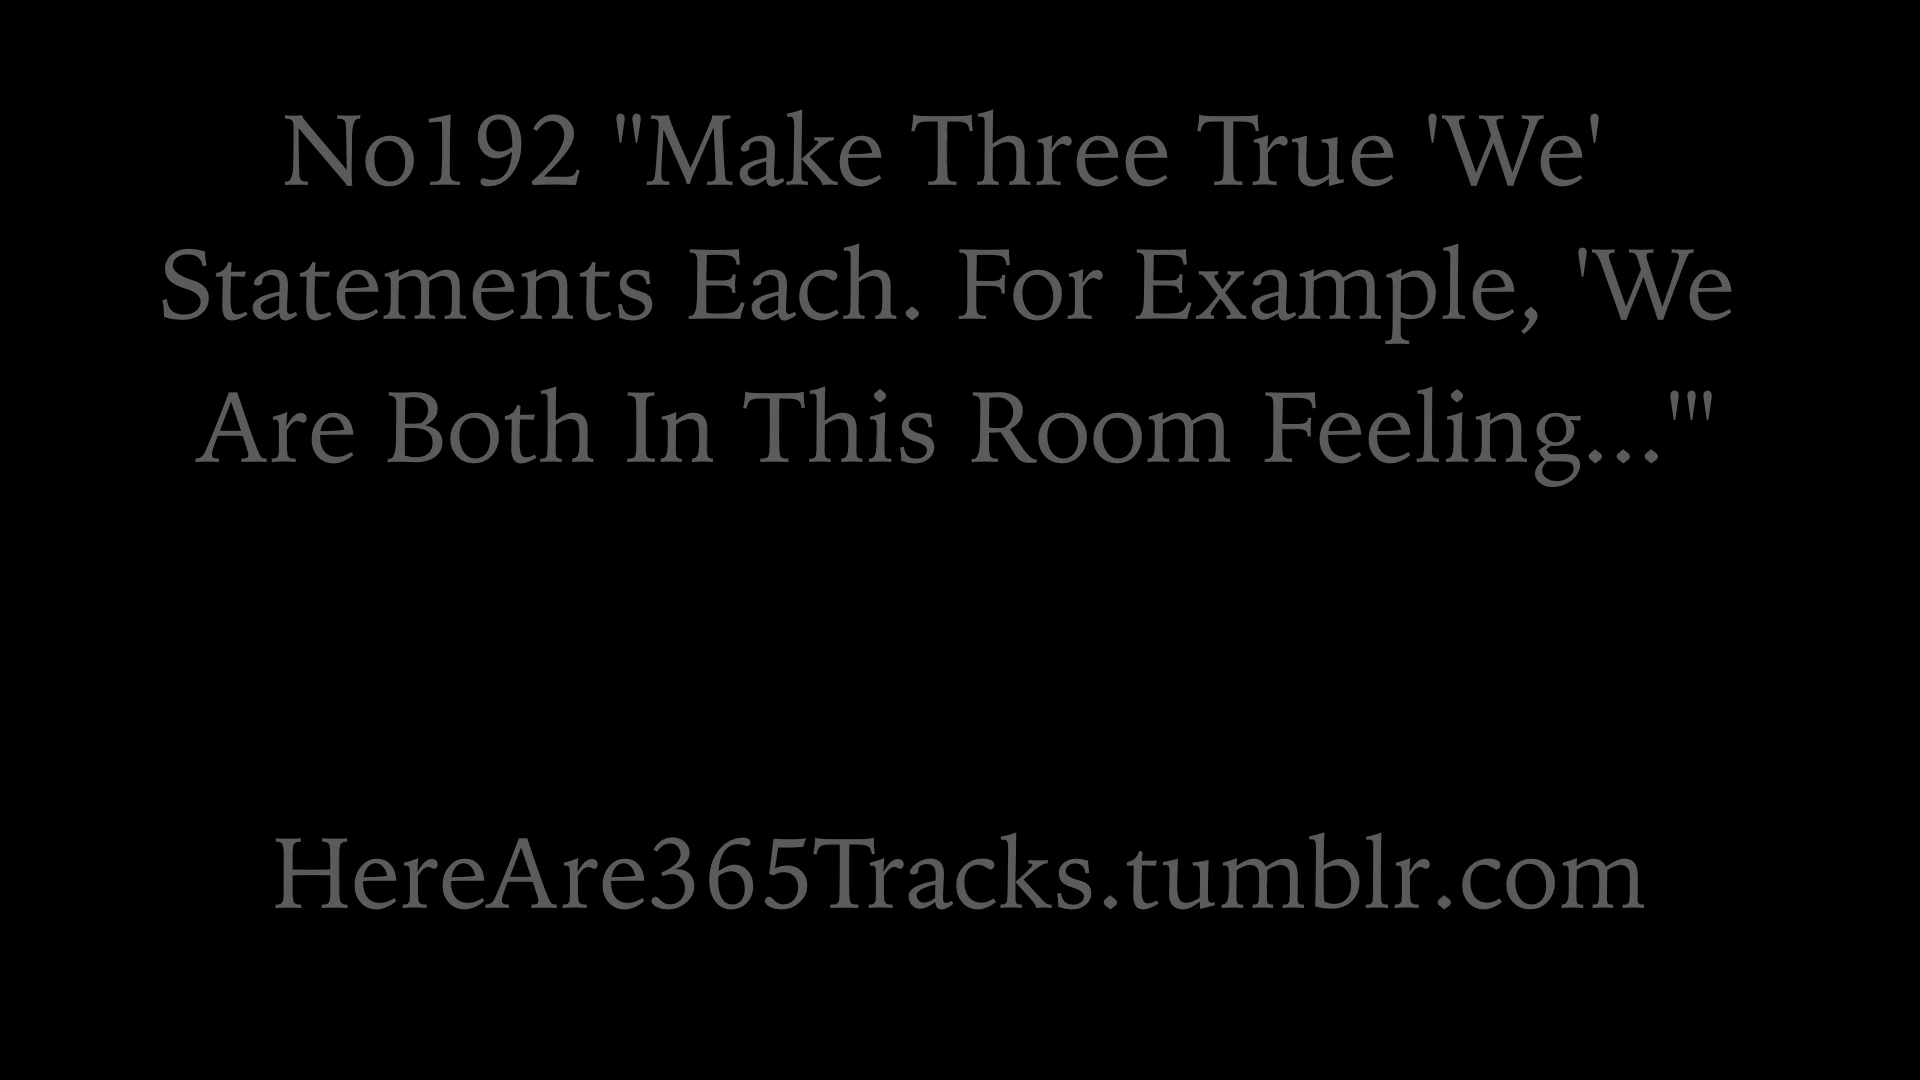 No192 "Make Three True 'We'
Statements Each. For Example, 'We
Are Both In This Room Feeling...'"
HereAre365Tracks.tumblr.com